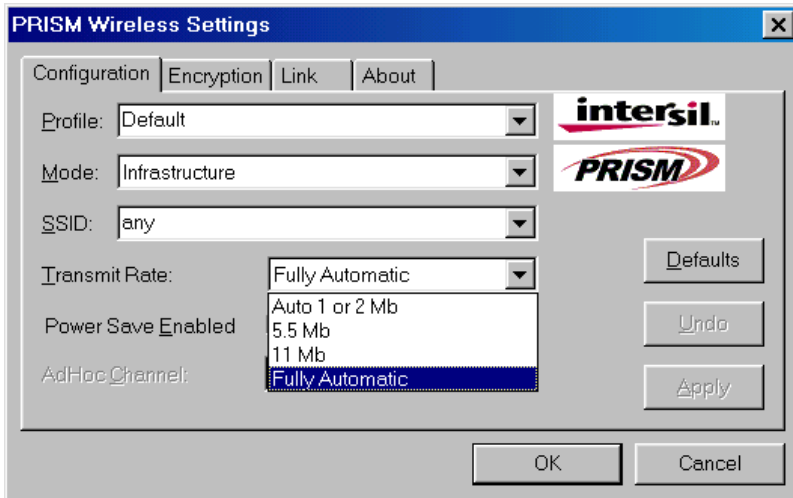 PRISM Wireless Settings
Configuration
Encryption
Link
About
Profile:
Default
intersil™
Mode:
Infrastructure
PRISM
SSID:
any
Transmit Rate:
Fully Automatic
Defaults
Auto 1 or 2 Mb
Power Save Enabled
5.5 Mb
Undo
11 Mb
AdHoc Channel:
Fully Automatic
Apply
OK
Cancel